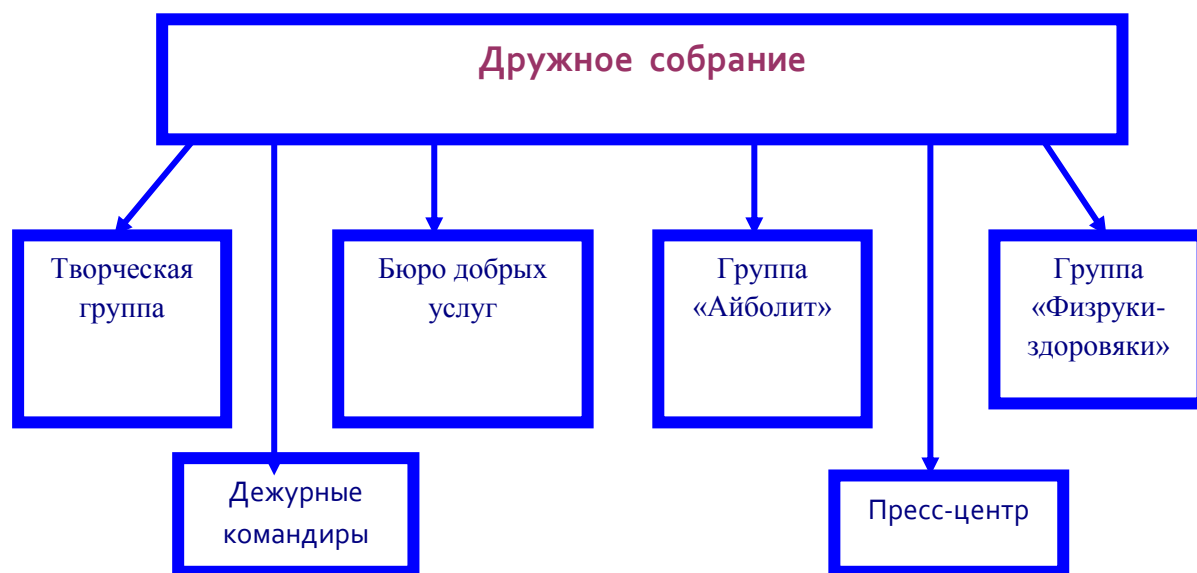 Дружное собрание
Творческая
группа
Бюро добрых
услуг
Группа
«Айболит»
Группа
«Физруки-
здоровяки»
Дежурные
командиры
Пресс-центр